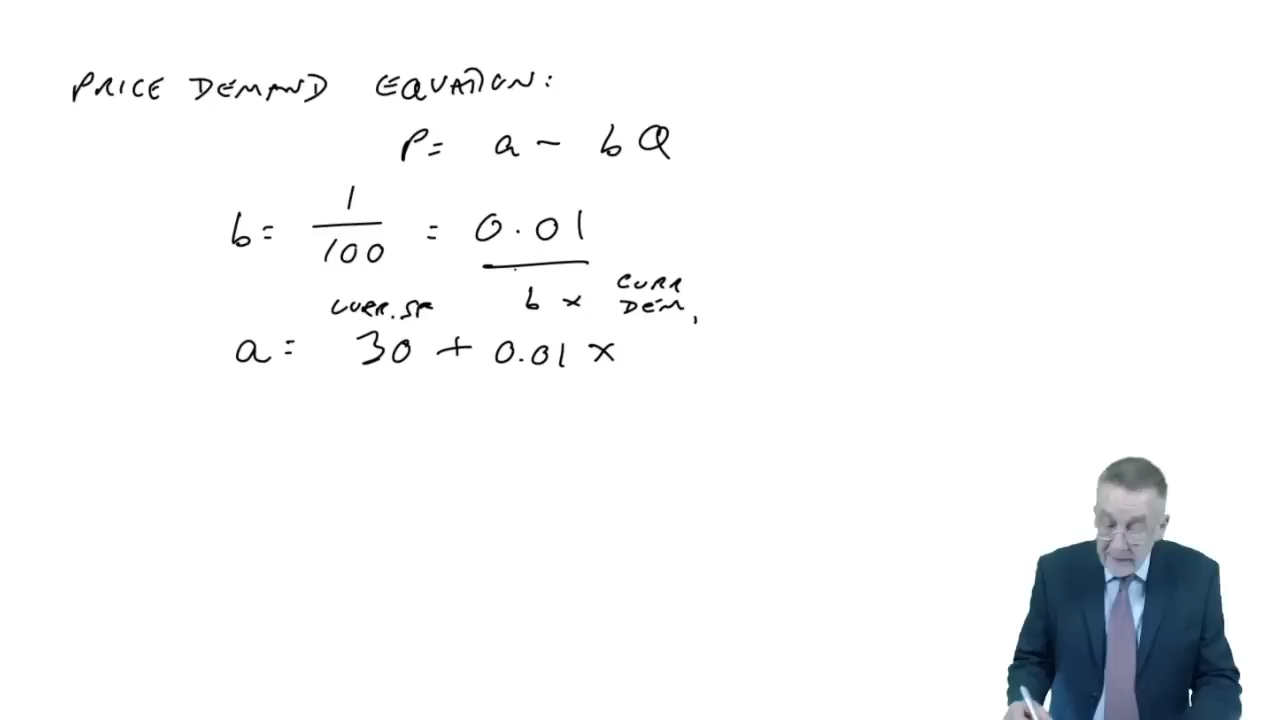 PRICE DEMAND EQUATION:
P= a - bQ
b= 1/100 = 0.01
CURR. SP b x CURR DEM,
a= 30 + 0.01 x